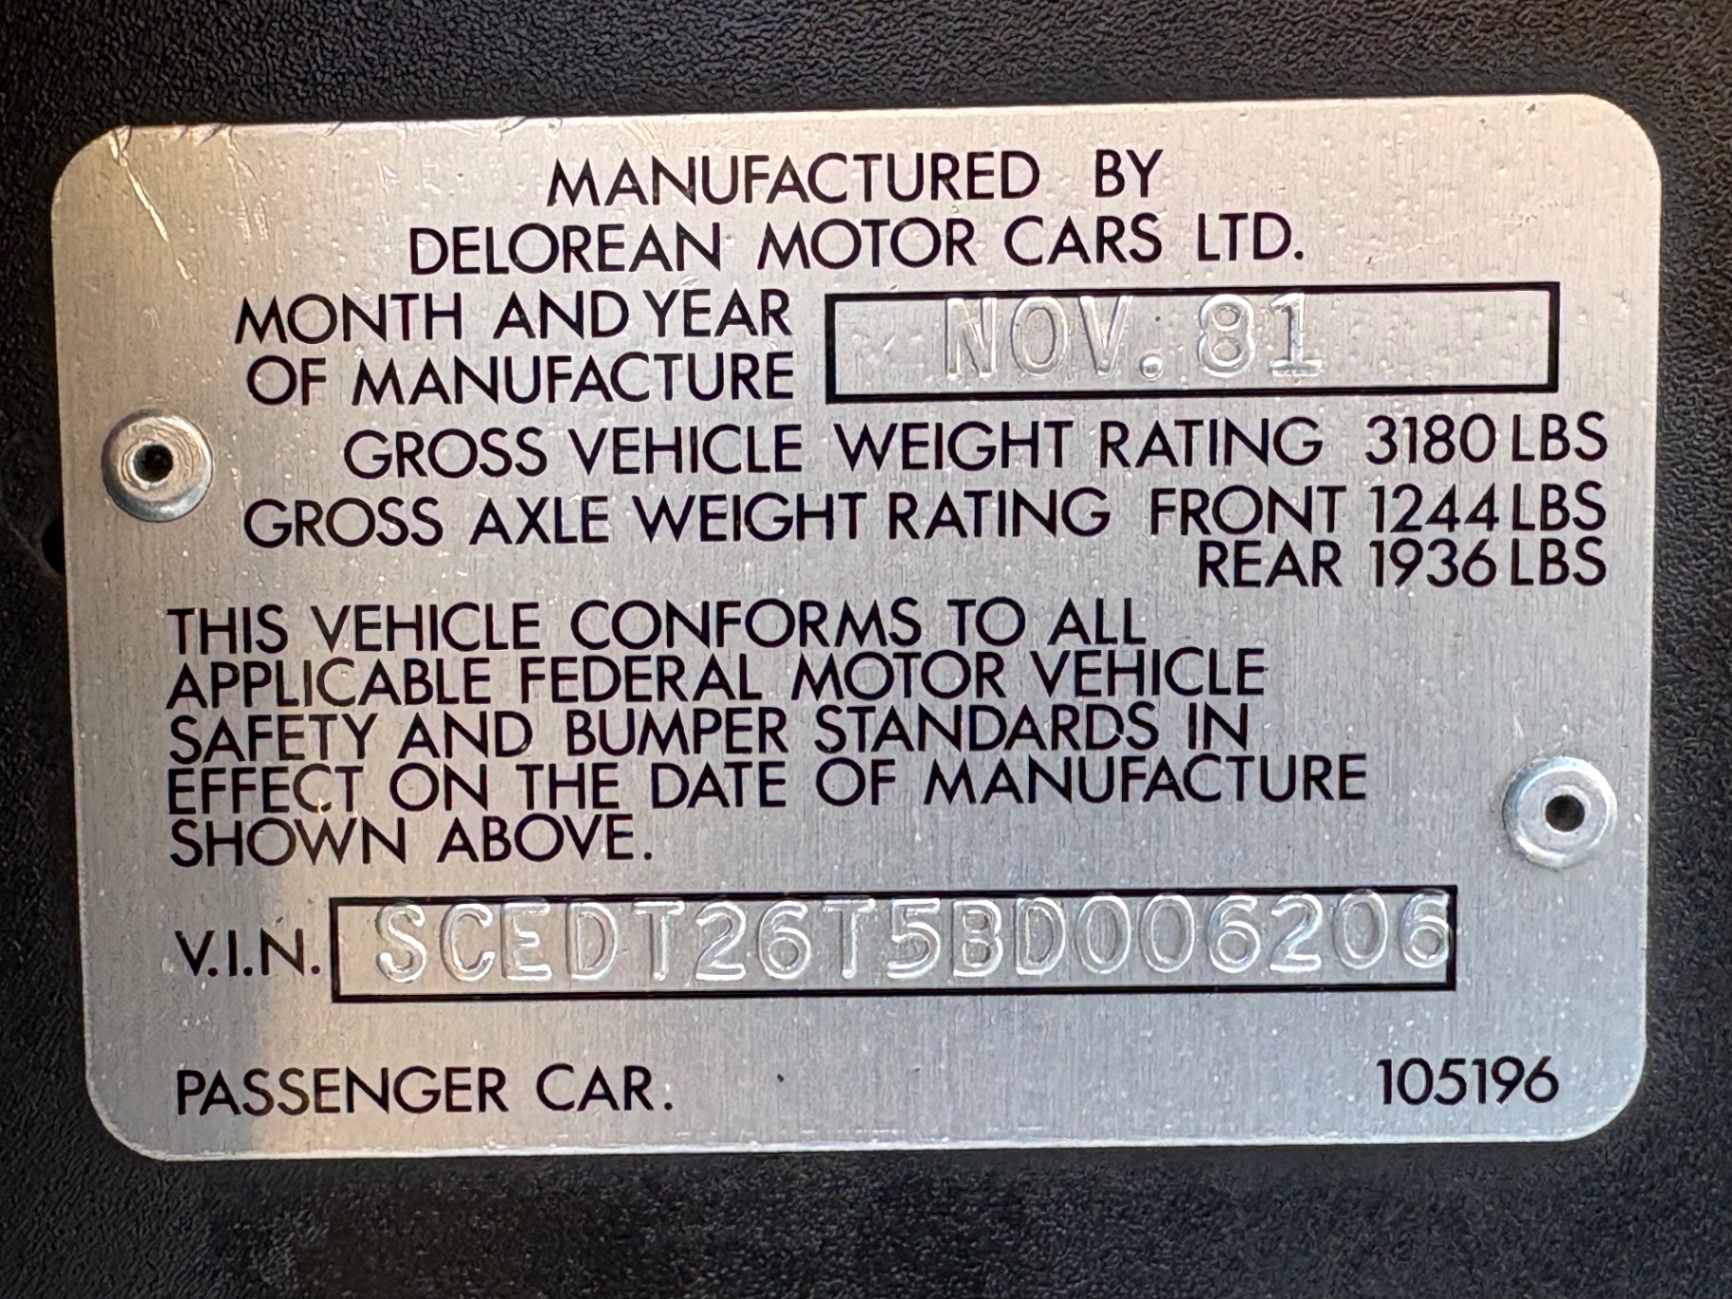 MANUFACTURED BY
DELOREAN MOTOR CARS LTD.
MONTH AND YEAR
OF MANUFACTURE NOV. 81
GROSS VEHICLE WEIGHT RATING 3180 LBS
GROSS AXLE WEIGHT RATING FRONT 1244 LBS
REAR 1936 LBS
THIS VEHICLE CONFORMS TO ALL
APPLICABLE FEDERAL MOTOR VEHICLE
SAFETY AND BUMPER STANDARDS IN
EFFECT ON THE DATE OF MANUFACTURE
SHOWN ABOVE.
V.I.N. SCEDT26T5BD006206
PASSENGER CAR. 105196